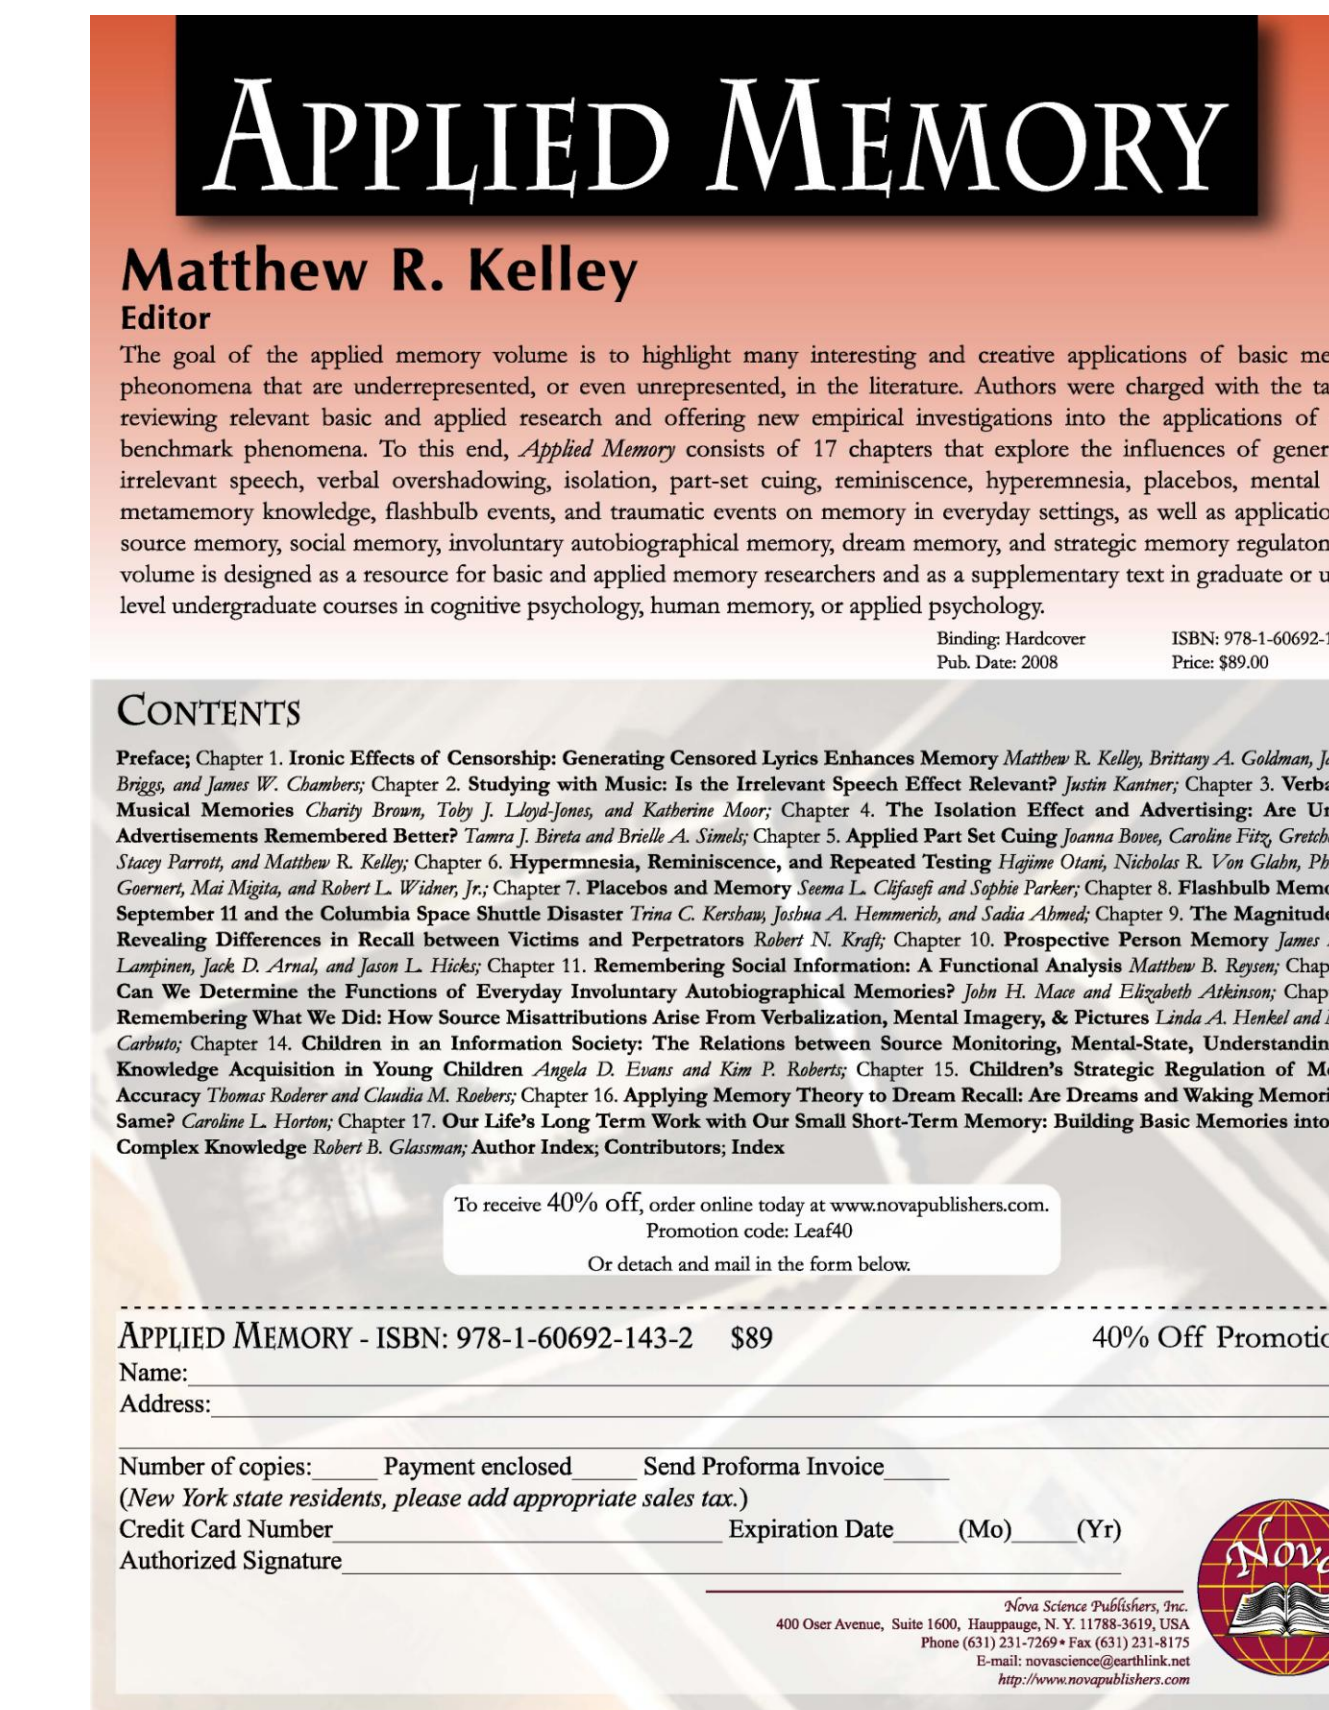 APPLIED MEMORY
Matthew R. Kelley
Editor
The goal of the applied memory volume is to highlight many interesting and creative applications of basic
pheonomena that are underrepresented, or even unrepresented, in the literature. Authors were charged with the
reviewing relevant basic and applied research and offering new empirical investigations into the applications of
benchmark phenomena. To this end, Applied Memory consists of 17 chapters that explore the influences of
irrelevant speech, verbal overshadowing, isolation, part-set cuing, reminiscence, hyperemnesia, placebos, mental
metamemory knowledge, flashbulb events, and traumatic events on memory in everyday settings, as well as
source memory, social memory, involuntary autobiographical memory, dream memory, and strategic memory regulaton
volume is designed as a resource for basic and applied memory researchers and as a supplementary text in graduate or
level undergraduate courses in cognitive psychology, human memory, or applied psychology.
Binding: Hardcover ISBN: 978-1-60692-1
Pub. Date: 2008 Price: $89.00
CONTENTS
Preface; Chapter 1. Ironic Effects of Censorship: Generating Censored Lyrics Enhances Memory Matthew R. Kelley, Brittany A. Goldman,
Briggs, and James W. Chambers; Chapter 2. Studying with Music: Is the Irrelevant Speech Effect Relevant? Justin Kantner; Chapter 3.
Musical Memories Charity Brown, Toby J. Lloyd-Jones, and Katherine Moor; Chapter 4. The Isolation Effect and Advertising: Are
Advertisements Remembered Better? Tamra J. Bireta and Brielle A. Simels; Chapter 5. Applied Part Set Cuing Joanna Bovee, Caroline Fitz,
Stacey Parrott, and Matthew R. Kelley; Chapter 6. Hypermnesia, Reminiscence, and Repeated Testing Hajime Otani, Nicholas R. Von Glahn,
Goernert, Mai Migita, and Robert L. Widner, Jr.; Chapter 7. Placebos and Memory Seema L. Clifasefi and Sophie Parker; Chapter 8. Flashbulb
September 11 and the Columbia Space Shuttle Disaster Trina C. Kershaw, Joshua A. Hemmerich, and Sadia Ahmed; Chapter 9. The Magnitude
Revealing Differences in Recall between Victims and Perpetrators Robert N. Kraft; Chapter 10. Prospective Person Memory James
Lampinen, Jack D. Arnal, and Jason L. Hicks; Chapter 11. Remembering Social Information: A Functional Analysis Matthew B. Reysen;
Can We Determine the Functions of Everyday Involuntary Autobiographical Memories? John H. Mace and Elizabeth Atkinson;
Remembering What We Did: How Source Misattributions Arise From Verbalization, Mental Imagery, & Pictures Linda A. Henkel and
Carbuto; Chapter 14. Children in an Information Society: The Relations between Source Monitoring, Mental-State,
Knowledge Acquisition in Young Children Angela D. Evans and Kim P. Roberts; Chapter 15. Children's Strategic Regulation of
Accuracy Thomas Roderer and Claudia M. Roebers; Chapter 16. Applying Memory Theory to Dream Recall: Are Dreams and Waking
Same? Caroline L. Horton; Chapter 17. Our Life's Long Term Work with Our Small Short-Term Memory: Building Basic Memories into
Complex Knowledge Robert B. Glassman; Author Index; Contributors; Index
To receive 40% off, order online today at www.novapublishers.com.
Promotion code: Leaf40
Or detach and mail in the form below.
APPLIED MEMORY - ISBN: 978-1-60692-143-2 $89 40% Off
Name:
Address:
Number of copies: Payment enclosed Send Proforma Invoice
(New York state residents, please add appropriate sales tax.)
Credit Card Number Expiration Date (Mo) (Yr)
Authorized Signature
Nova
Nova Science Publishers, Inc.
400 Oser Avenue, Suite 1600, Hauppauge, N. Y. 11788-3619, USA
Phone (631) 231-7269 • Fax (631) 231-8175
E-mail: novascience@earthlink.net
http://www.novapublishers.com